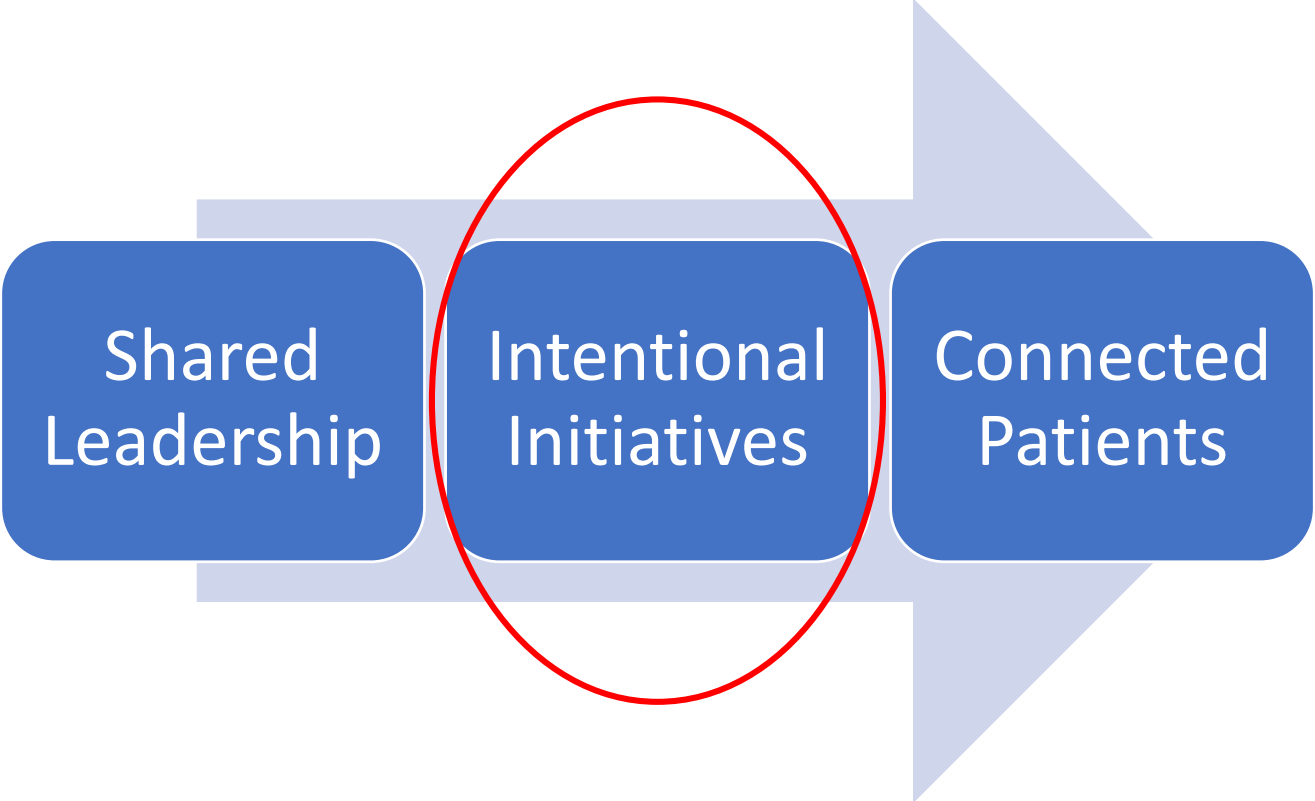 Shared
Leadership
Intentional
Initiatives
Connected
Patients